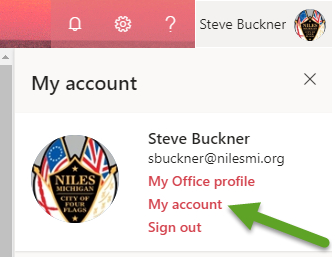 Steve Buckner
My account
Steve Buckner
sbuckner@nilesmi.org
My Office profile
My account
Sign out
NILES
MICHIGAN
CITY OF
FOUR
FLAGS